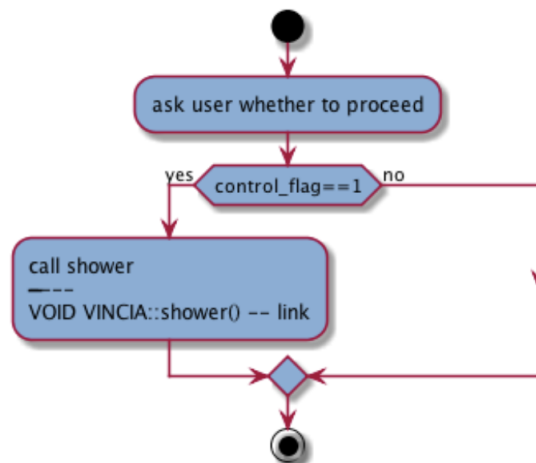 ask user whether to proceed
yes
control_flag==1
no
call shower
-----
VOID VINCIA::shower() -- link